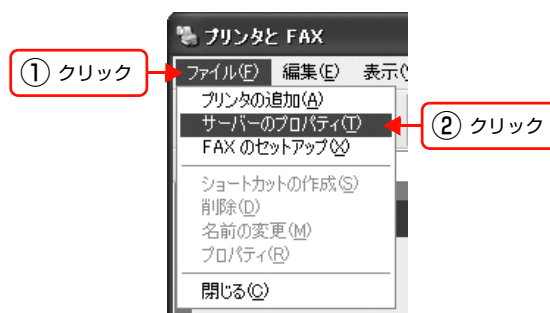 プリンタと FAX
① クリック
ファイル(F) 編集(E) 表示(
プリンタの追加(A)
サーバーのプロパティ(T)
② クリック
FAX のセットアップ(X)
ショートカットの作成(S)
削除(D)
名前の変更(M)
プロパティ(R)
閉じる(C)